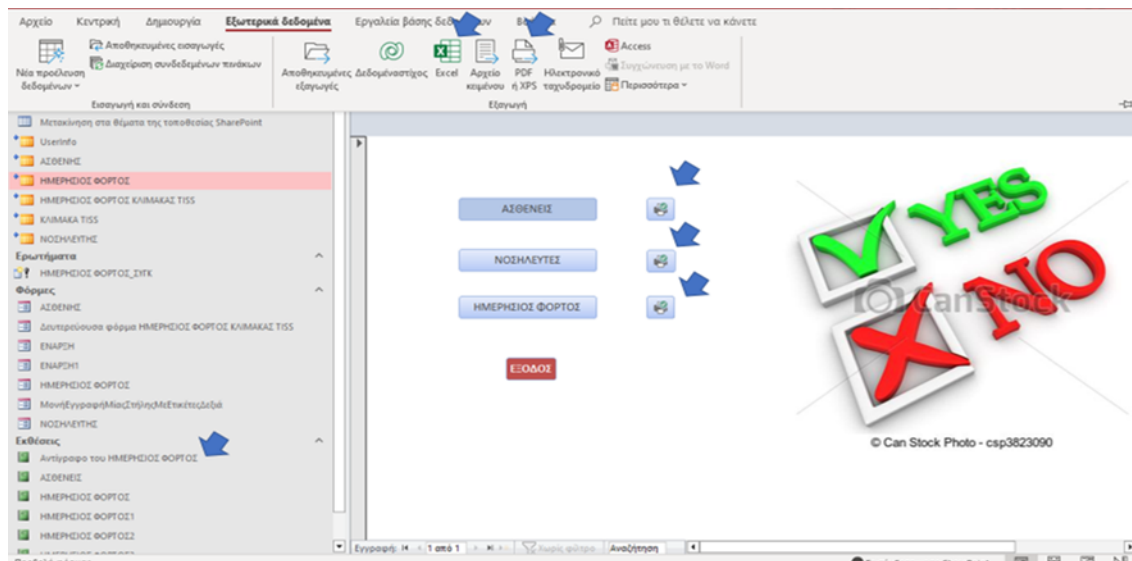 Αρχείο Κεντρική Δημιουργία Εξωτερικά δεδομένα Εργαλεία βάσης Πείτε μου τι θέλετε να κάνετε
Νέα προέλευση δεδομένων
Αποθηκευμένες εισαγωγές
Διαχείριση συνδεδεμένων πινάκων
Εισαγωγή και σύνδεση
Αποθηκευμένες εξαγωγές
Δεδομέναστίχος
Excel
Αρχείο κειμένου
PDF ή XPS
Ηλεκτρονικό ταχυδρομείο
Access
Συγχώνευση με το Word
Περισσότερα
Εξαγωγή
Μετακίνηση στα θέματα της τοποθεσίας SharePoint
UserInfo
ΑΣΘΕΝΗΣ
ΗΜΕΡΗΣΙΟΣ ΦΟΡΤΟΣ
ΗΜΕΡΗΣΙΟΣ ΦΟΡΤΟΣ ΚΛΙΜΑΚΑΣ TISS
ΚΛΙΜΑΚΑ TISS
ΝΟΣΗΛΕΥΤΗΣ
Ερωτήματα
ΗΜΕΡΗΣΙΟΣ ΦΟΡΤΟΣ_ΣΥΓΚ
Φόρμες
ΑΣΘΕΝΗΣ
Δευτερεύουσα φόρμα ΗΜΕΡΗΣΙΟΣ ΦΟΡΤΟΣ ΚΛΙΜΑΚΑΣ TISS
ΕΝΑΡΞΗ
ΕΝΑΡΞΗ1
ΗΜΕΡΗΣΙΟΣ ΦΟΡΤΟΣ
ΜονήΕγγραφήΜίαςΣτήληςΜεΕτικέτεςΔεξιά
ΝΟΣΗΛΕΥΤΗΣ
Εκθέσεις
Αντίγραφο του ΗΜΕΡΗΣΙΟΣ ΦΟΡΤΟΣ
ΑΣΘΕΝΕΙΣ
ΗΜΕΡΗΣΙΟΣ ΦΟΡΤΟΣ
ΗΜΕΡΗΣΙΟΣ ΦΟΡΤΟΣ1
ΗΜΕΡΗΣΙΟΣ ΦΟΡΤΟΣ2
ΑΣΘΕΝΕΙΣ
ΝΟΣΗΛΕΥΤΕΣ
ΗΜΕΡΗΣΙΟΣ ΦΟΡΤΟΣ
ΕΞΟΔΟΣ
YES
NO
CanStock
© Can Stock Photo - csp3823090
Εγγραφή: 1 από 1 Χωρίς φίλτρο Αναζήτηση